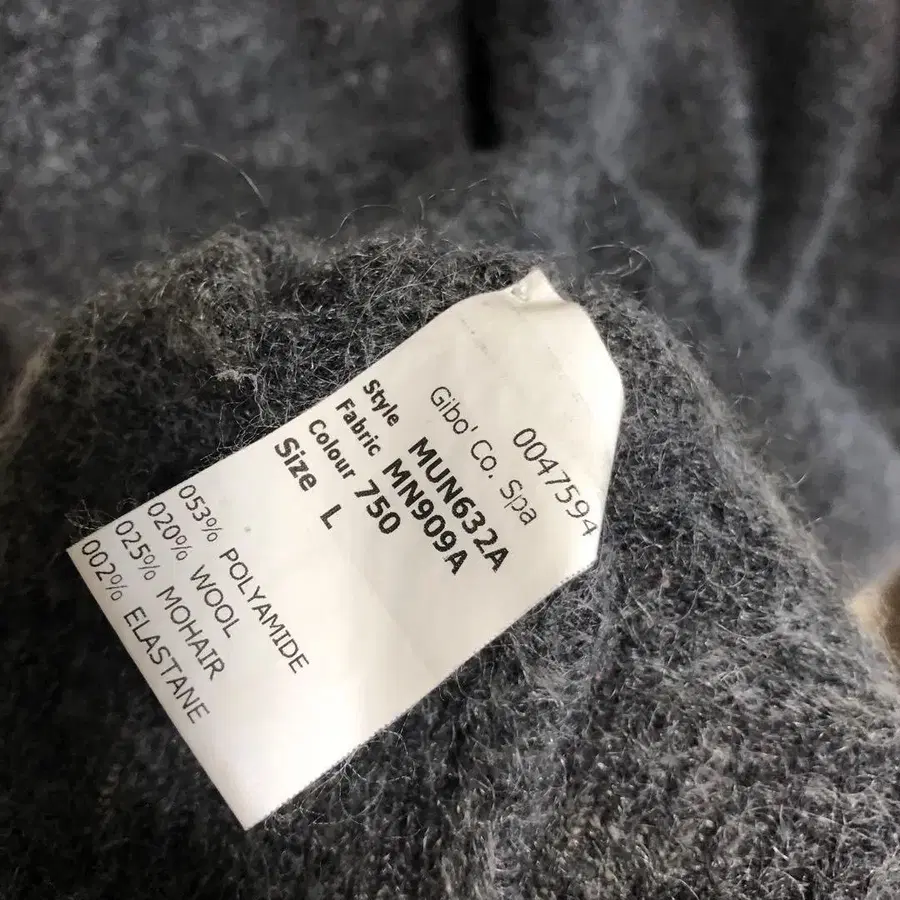 0047594
Gibo' Co. Spa
Style MUN632A
Fabric MN909A
Colour 750
Size L
053% POLYAMIDE
020% WOOL
025% MOHAIR
002% ELASTANE